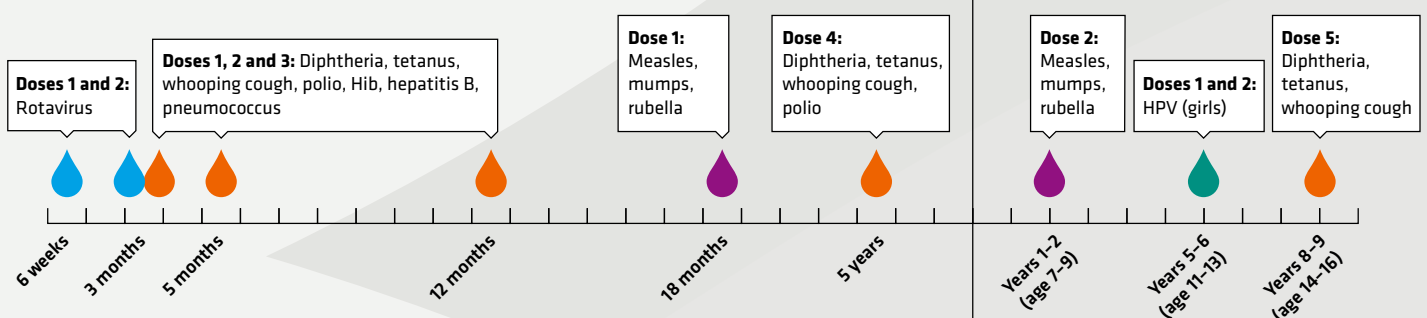 Doses 1 and 2:
Rotavirus
Doses 1, 2 and 3: Diphtheria, tetanus,
whooping cough, polio, Hib, hepatitis B,
pneumococcus
Dose 1:
Measles,
mumps,
rubella
Dose 4:
Diphtheria, tetanus,
whooping cough,
polio
Dose 2:
Measles,
mumps,
rubella
Doses 1 and 2:
HPV (girls)
Dose 5:
Diphtheria,
tetanus,
whooping cough
6 weeks
3 months
5 months
12 months
18 months
5 years
Years 1–2
(age 7–9)
Years 5–6
(age 11–13)
Years 8–9
(age 14–16)